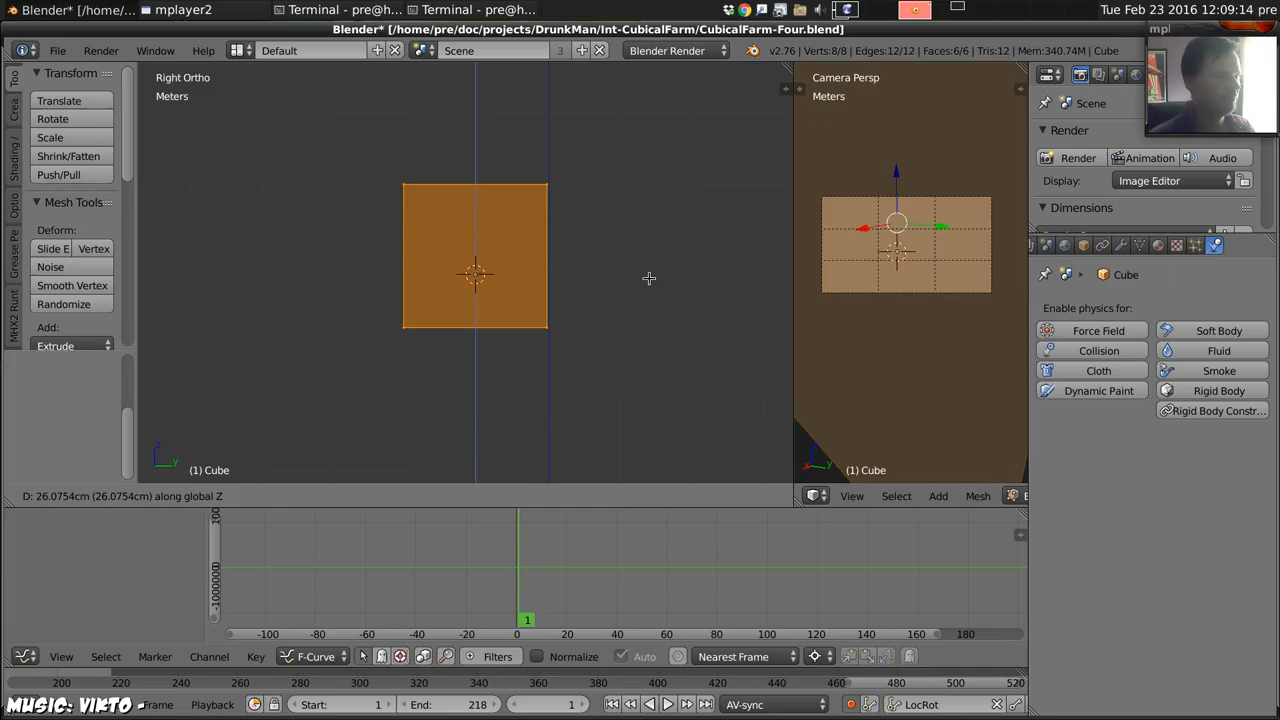 Blender* [/home/...
mplayer2
Terminal - pre@h...
Terminal - pre@h...
Tue Feb 23 2016 12:09:14 pre
Blender* [/home/pre/doc/projects/DrunkMan/Int-CubicalFarm/CubicalFarm-Four.blend]
mpl
File
Render
Window
Help
Default
Scene
3
Blender Render
v2.76 | Verts:8/8 | Edges:12/12 | Faces:6/6 | Tris:12 | Mem:340.74M | Cube
Too
Crea
Shading /
Optio
Grease Pe
MHX2 Runt
Transform
Translate
Rotate
Scale
Shrink/Fatten
Push/Pull
Mesh Tools
Deform:
Slide E
Vertex
Noise
Smooth Vertex
Randomize
Add:
Extrude
Right Ortho
Meters
z
y
(1) Cube
Camera Persp
Meters
y
(1) Cube
Scene
Render
Render
Animation
Audio
Display:
Image Editor
Dimensions
Cube
Enable physics for:
Force Field
Soft Body
Collision
Fluid
Cloth
Smoke
Dynamic Paint
Rigid Body
Rigid Body Constr...
D: 26.0754cm (26.0754cm) along global Z
View
Select
Add
Mesh
E
100
1
-100
-80
-60
-40
-20
0
20
40
60
80
100
120
140
160
180
View
Select
Marker
Channel
Key
F-Curve
Filters
Normalize
Auto
Nearest Frame
200
220
240
260
280
300
320
340
360
380
400
420
440
460
480
500
520
MUSIC: VIKTO -
Frame
Playback
Start:
1
End:
218
1
AV-sync
LocRot